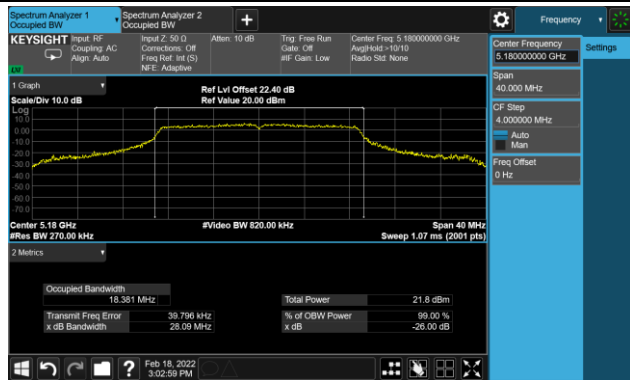 Spectrum Analyzer 1
Occupied BW
Spectrum Analyzer 2
Occupied BW
+
Frequency
KEYSIGHT
Input: RF
Coupling: AC
Align: Auto
Input Z: 50 Ω
Corrections: Off
Freq Ref: Int (S)
NFE: Adaptive
Atten: 10 dB
Trig: Free Run
Gate: Off
#IF Gain: Low
Center Freq: 5.180000000 GHz
Avg|Hold:>10/10
Radio Std: None
LXI
Center Frequency
5.180000000 GHz
Settings
Span
40.000 MHz
CF Step
4.000000 MHz
Auto
Man
Freq Offset
0 Hz
1 Graph
Scale/Div 10.0 dB
Ref Lvl Offset 22.40 dB
Ref Value 20.00 dBm
Log
10.0
0.00
-10.0
-20.0
-30.0
-40.0
-50.0
-60.0
-70.0
Center 5.18 GHz
#Video BW 820.00 kHz
Span 40 MHz
#Res BW 270.00 kHz
Sweep 1.07 ms (2001 pts)
2 Metrics
Occupied Bandwidth
18.381 MHz
Total Power
21.8 dBm
Transmit Freq Error
39.796 kHz
% of OBW Power
99.00 %
x dB Bandwidth
28.09 MHz
x dB
-26.00 dB
?
Feb 18, 2022
3:02:59 PM